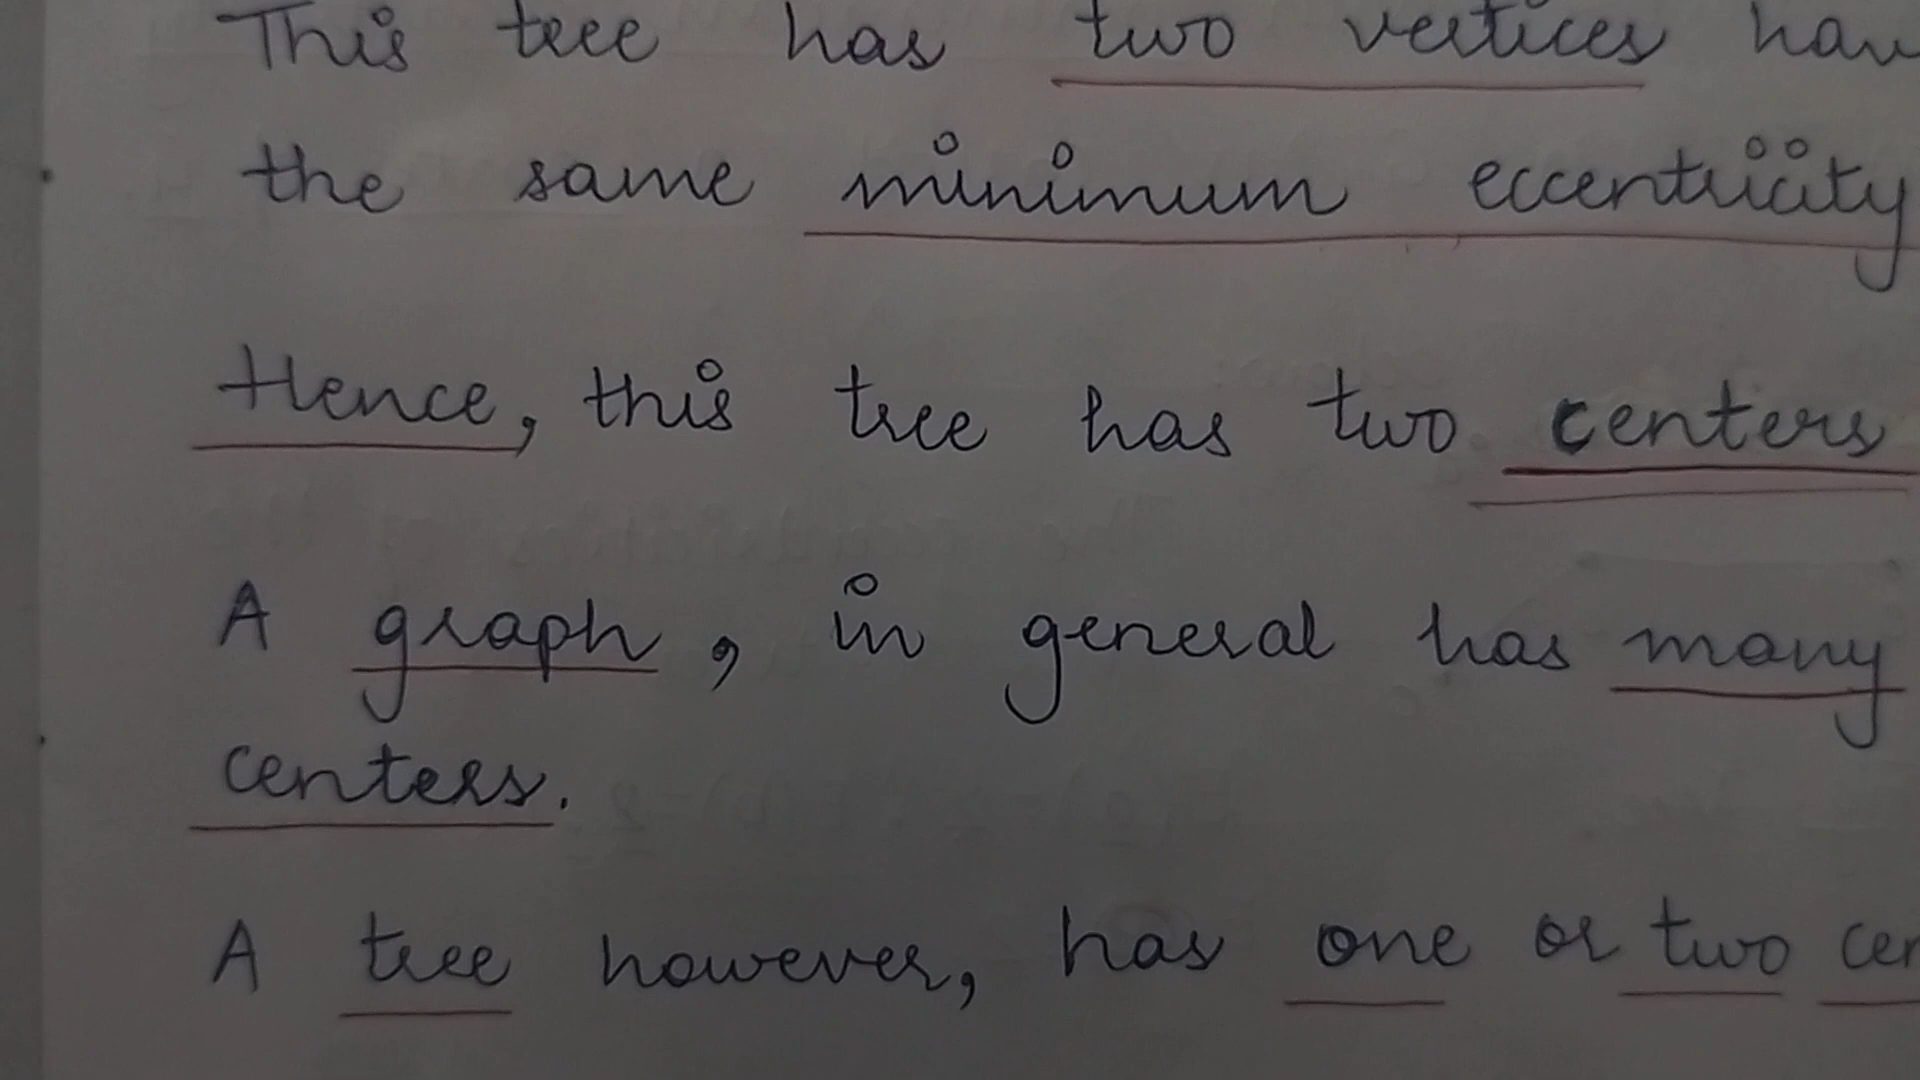 This tree has two vertices hav
the same minimum eccentricity
Hence, this tree has two centers
A graph, in general has many
centers.
A tree however, has one or two cen